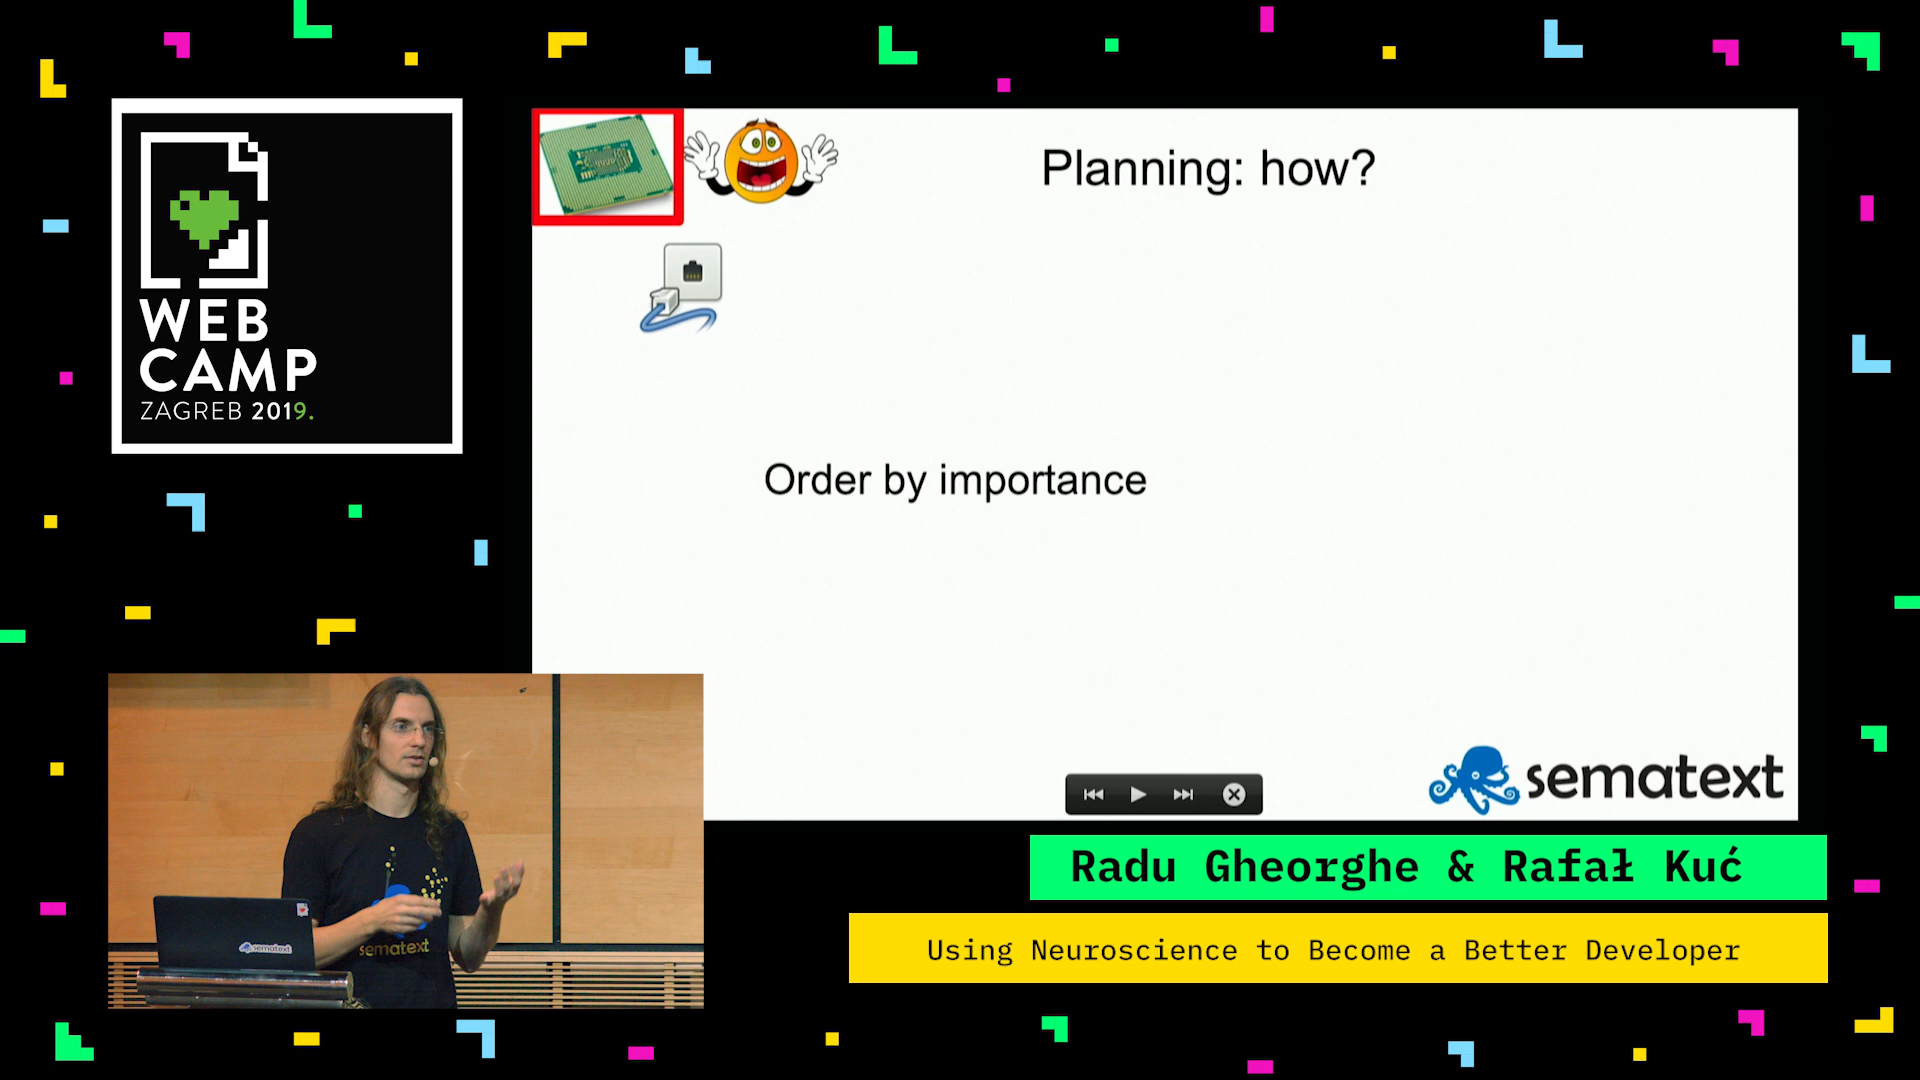 WEB
CAMP
ZAGREB 2019.
Planning: how?
Order by importance
sematext
sematext
sematext
Radu Gheorghe & Rafał Kuć
Using Neuroscience to Become a Better Developer